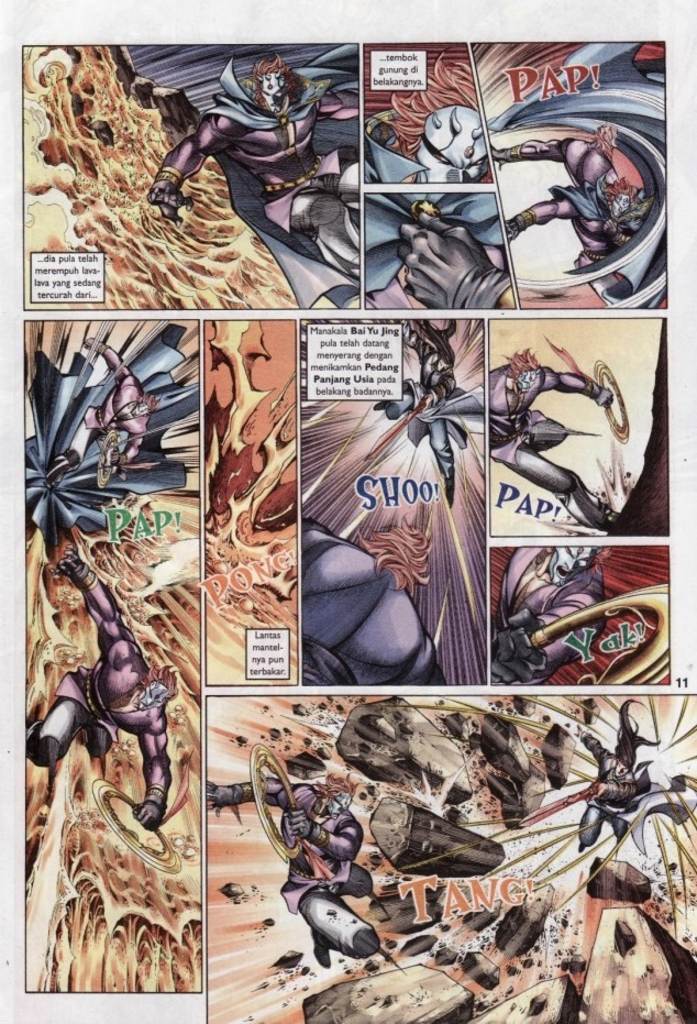 ...dia pula telah
merempuh lava-
lava yang sedang
tercurah dari...
...tembok
gunung di
belakangnya.
PAP!
PAP!
PONG!
Lantas
mantel-
nya pun
terbakar.
Manakala Bai Yu Jing
pula telah datang
menyerang dengan
menikamkan Pedang
Panjang Usia pada
belakang badannya.
SHOO!
PAP!
YAK!
11
TANG!